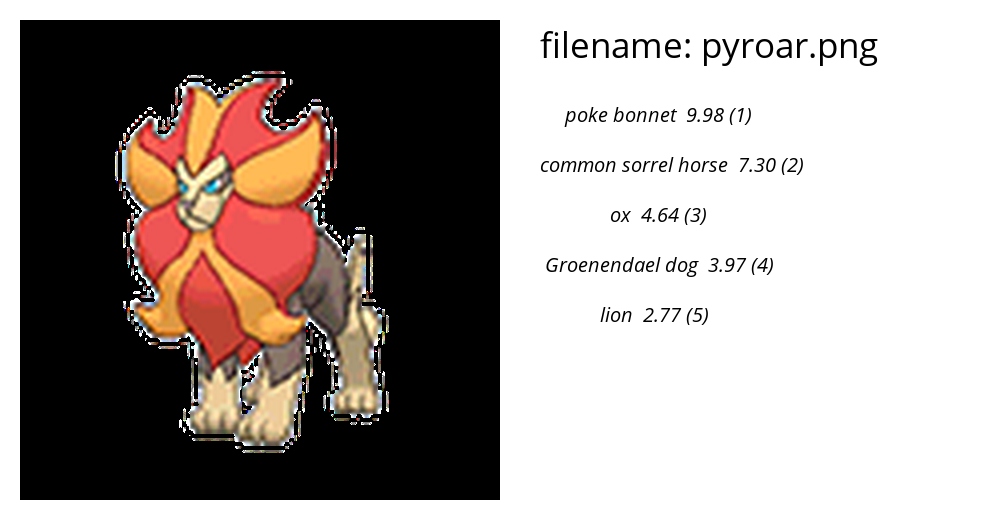 filename: pyroar.png
poke bonnet 9.98 (1)
common sorrel horse 7.30 (2)
ox 4.64 (3)
Groenendael dog 3.97 (4)
lion 2.77 (5)